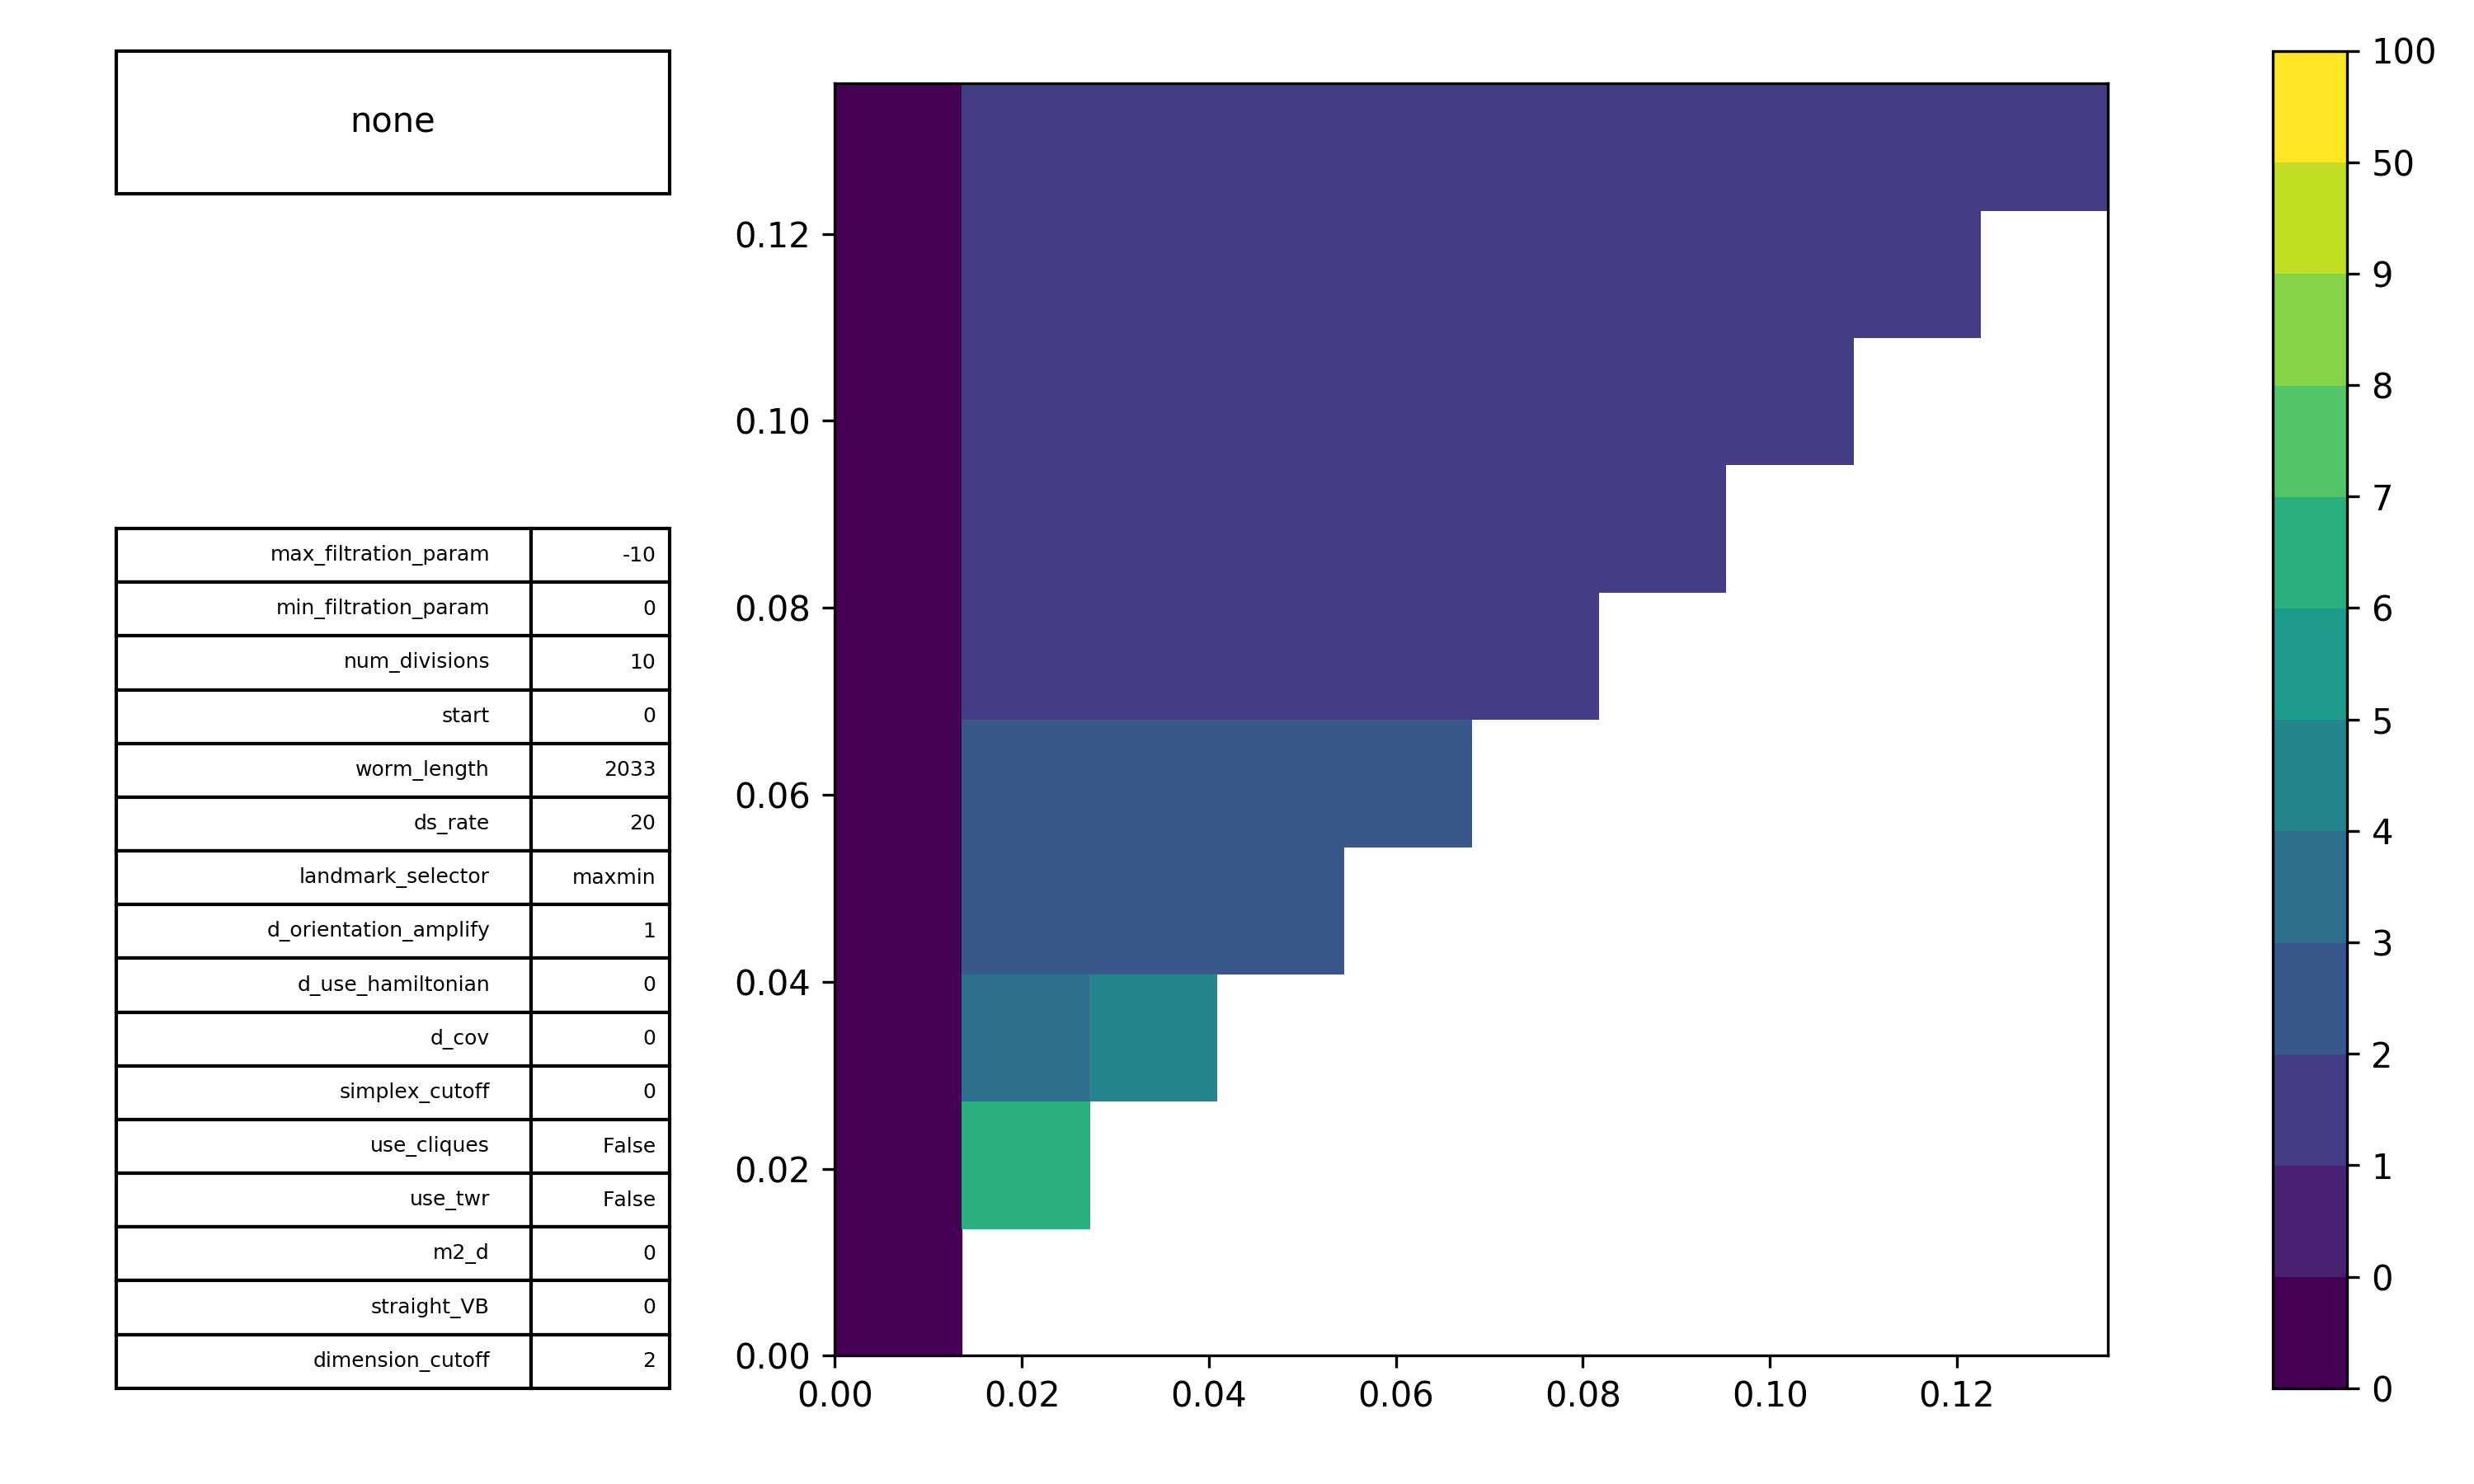 none
max_filtration_param -10
min_filtration_param 0
num_divisions 10
start 0
worm_length 2033
ds_rate 20
landmark_selector maxmin
d_orientation_amplify 1
d_use_hamiltonian 0
d_cov 0
simplex_cutoff 0
use_cliques False
use_twr False
m2_d 0
straight_VB 0
dimension_cutoff 2
0.12
0.10
0.08
0.06
0.04
0.02
0.00
0.00 0.02 0.04 0.06 0.08 0.10 0.12
100
50
9
8
7
6
5
4
3
2
1
0
0